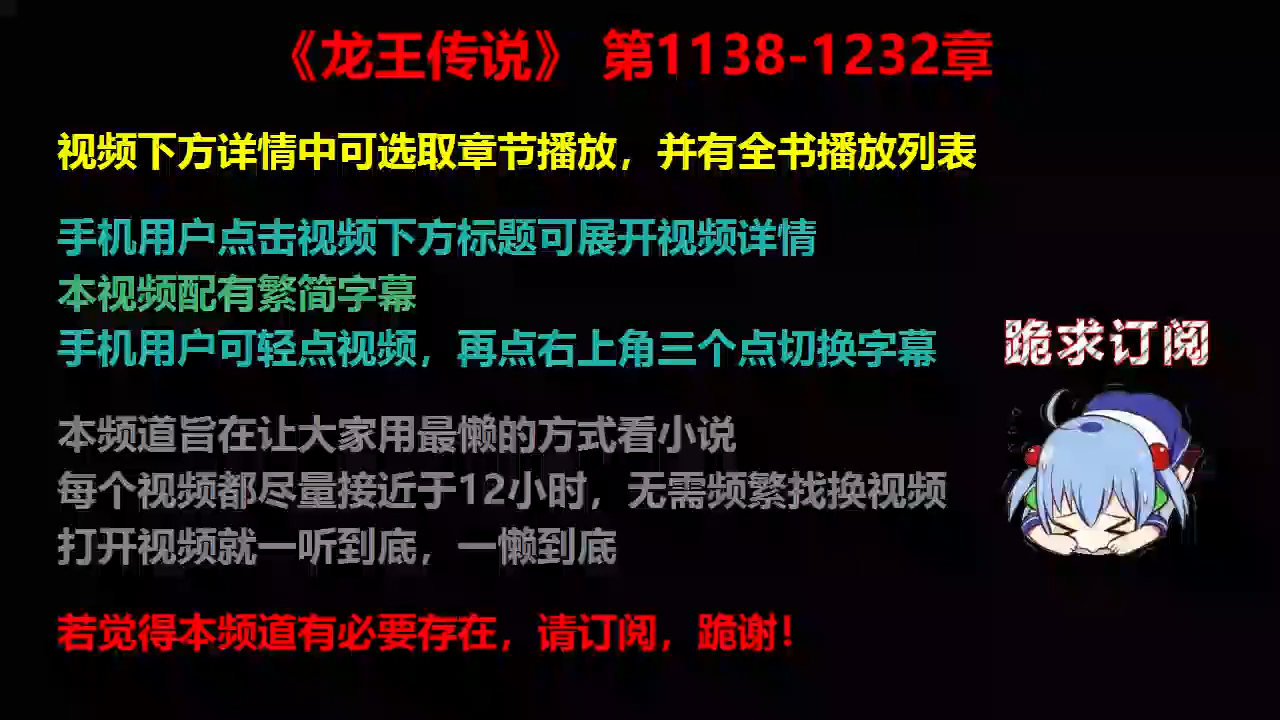 《龙王传说》 第1138-1232章
视频下方详情中可选取章节播放，并有全书播放列表
手机用户点击视频下方标题可展开视频详情
本视频配有繁简字幕
手机用户可轻点视频，再点右上角三个点切换字幕
跪求订阅
本频道旨在让大家用最懒的方式看小说
每个视频都尽量接近于12小时，无需频繁找换视频
打开视频就一听到底，一懒到底
若觉得本频道有必要存在，请订阅，跪谢！